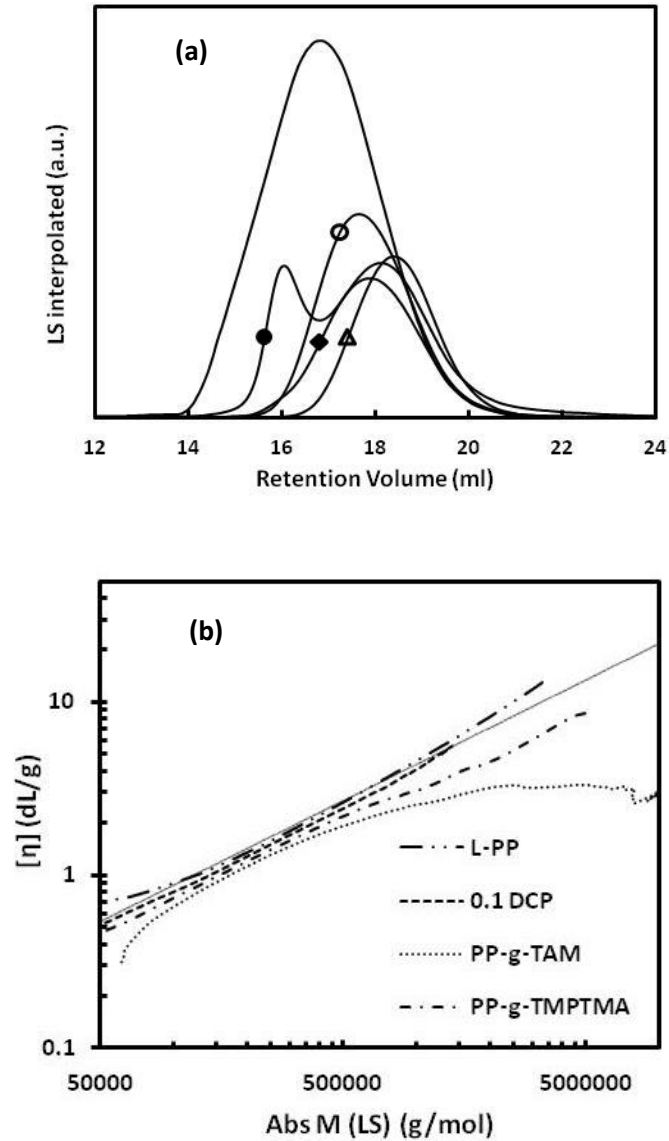 (a)
LS interpolated (a.u.)
12 14 16 18 20 22 24
Retention Volume (ml)
(b)
10
1
0.1
[η] (dL/g)
L-PP
0.1 DCP
PP-g-TAM
PP-g-TMPTMA
50000 500000 5000000
Abs M (LS) (g/mol)